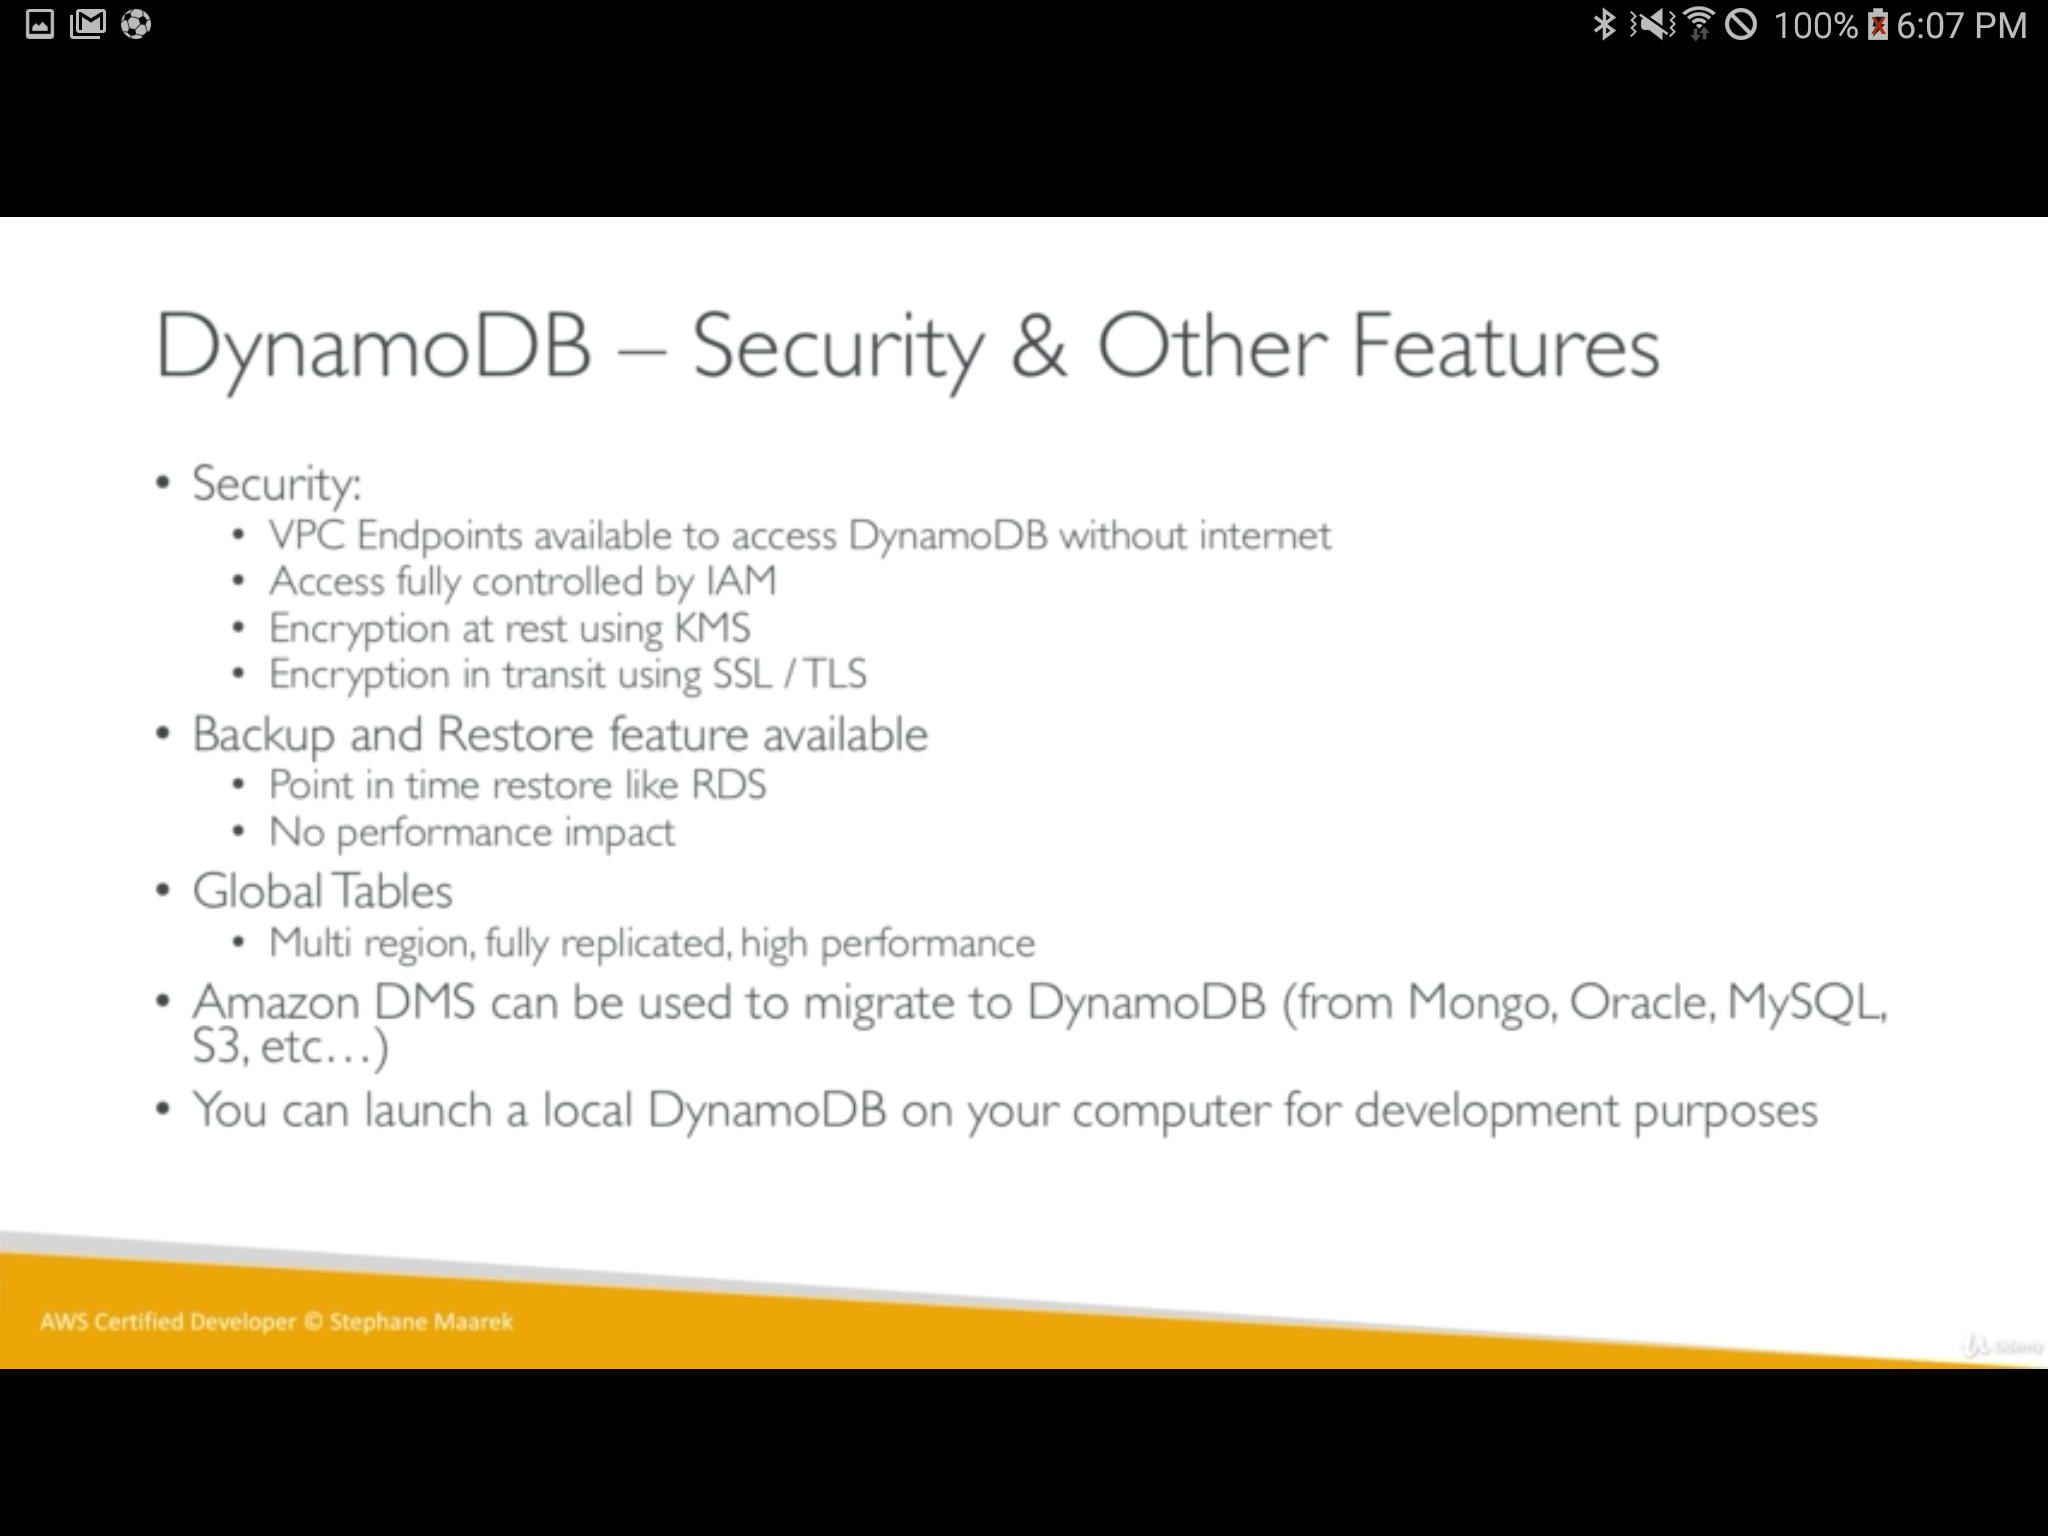 100% 6:07 PM
DynamoDB – Security & Other Features
• Security:
• VPC Endpoints available to access DynamoDB without internet
• Access fully controlled by IAM
• Encryption at rest using KMS
• Encryption in transit using SSL / TLS
• Backup and Restore feature available
• Point in time restore like RDS
• No performance impact
• Global Tables
• Multi region, fully replicated, high performance
• Amazon DMS can be used to migrate to DynamoDB (from Mongo, Oracle, MySQL,
S3, etc…)
• You can launch a local DynamoDB on your computer for development purposes
AWS Certified Developer © Stephane Maarek
Udemy